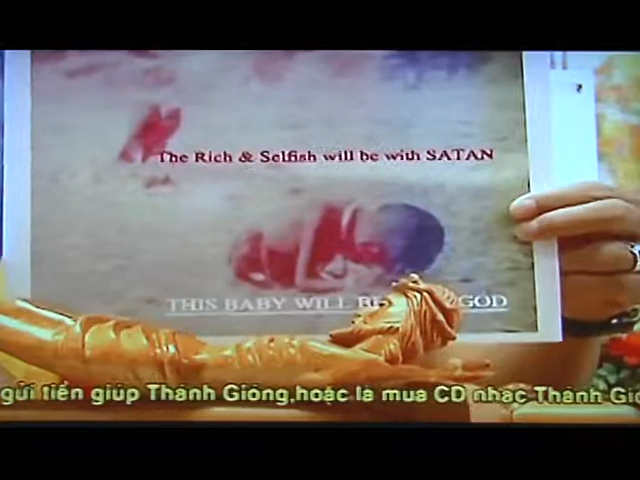 The Rich & Selfish will be with SATAN
THIS BABY WILL BE GOD
gửi tiền giúp Thánh Gióng,hoặc là mua CD nhạc Thánh Gió